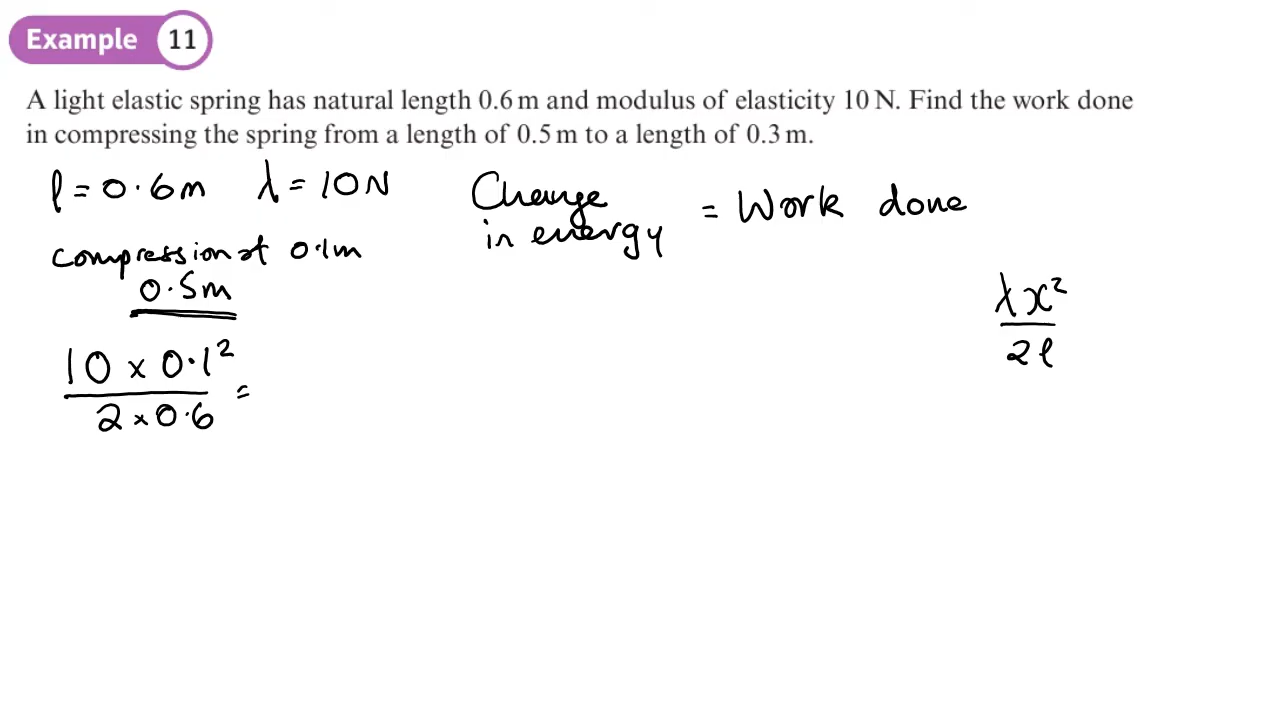 Example 11
A light elastic spring has natural length 0.6 m and modulus of elasticity 10 N. Find the work done
in compressing the spring from a length of 0.5 m to a length of 0.3 m.
l = 0.6m λ = 10N
Change in energy = Work done
compression at 0.1m
0.5m
λx²
2l
10 × 0.1² =
2 × 0.6